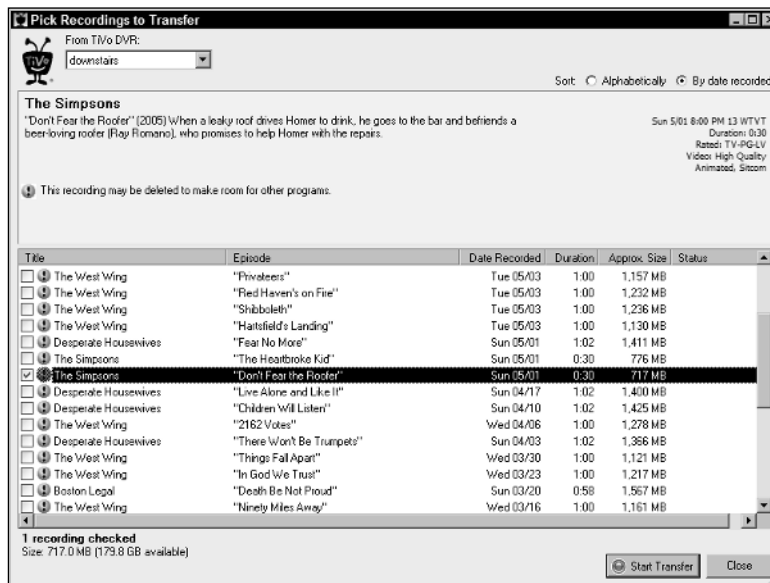 Pick Recordings to Transfer
TiVo
From TiVo DVR:
downstairs
Sort: Alphabetically By date recorded
The Simpsons
"Don't Fear the Roofer" (2005) When a leaky roof drives Homer to drink, he goes to the bar and befriends a
beer-loving roofer (Ray Romano), who promises to help Homer with the repairs.
Sun 5/01 8:00 PM 13 WTVT
Duration: 0:30
Rated: TV-PG-LV
Video: High Quality
Animated, Sitcom
This recording may be deleted to make room for other programs.
Title Episode Date Recorded Duration Approx. Size Status
The West Wing "Privateers" Tue 05/03 1:00 1,157 MB
The West Wing "Red Haven's on Fire" Tue 05/03 1:00 1,232 MB
The West Wing "Shibboleth" Tue 05/03 1:00 1,236 MB
The West Wing "Hartsfield's Landing" Tue 05/03 1:00 1,130 MB
Desperate Housewives "Fear No More" Sun 05/01 1:02 1,411 MB
The Simpsons "The Heartbroke Kid" Sun 05/01 0:30 776 MB
The Simpsons "Don't Fear the Roofer" Sun 05/01 0:30 717 MB
Desperate Housewives "Live Alone and Like It" Sun 04/17 1:02 1,400 MB
Desperate Housewives "Children Will Listen" Sun 04/10 1:02 1,425 MB
The West Wing "2162 Votes" Wed 04/06 1:00 1,278 MB
Desperate Housewives "There Won't Be Trumpets" Sun 04/03 1:02 1,366 MB
The West Wing "Things Fall Apart" Wed 03/30 1:00 1,121 MB
The West Wing "In God We Trust" Wed 03/23 1:00 1,217 MB
Boston Legal "Death Be Not Proud" Sun 03/20 0:58 1,567 MB
The West Wing "Ninety Miles Away" Wed 03/16 1:00 1,161 MB
1 recording checked
Size: 717.0 MB (179.8 GB available)
Start Transfer Close